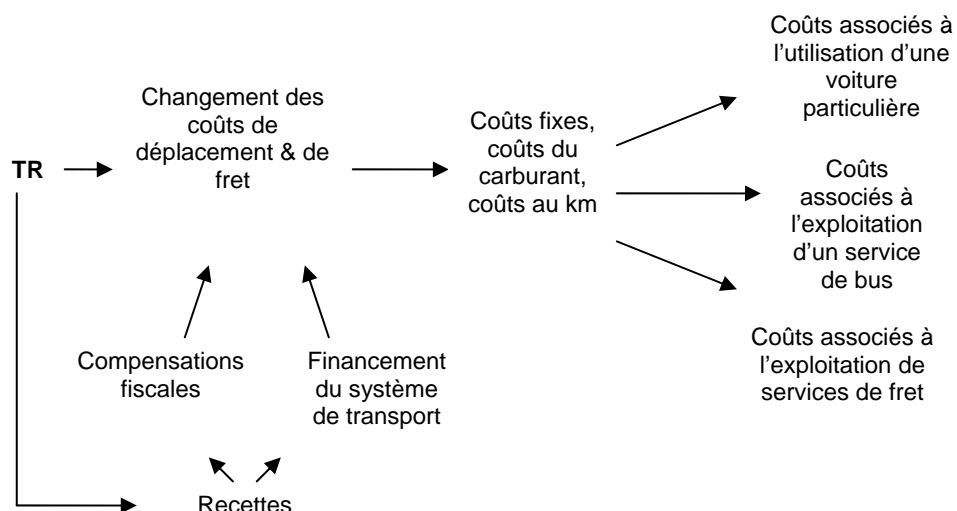 TR
Changement des
coûts de
déplacement & de
fret
Coûts fixes,
coûts du
carburant,
coûts au km
Coûts associés à
l'utilisation d'une
voiture
particulière
Coûts
associés à
l'exploitation
d'un service
de bus
Coûts associés à
l'exploitation de
services de fret
Compensations
fiscales
Financement
du système
de transport
Recettes